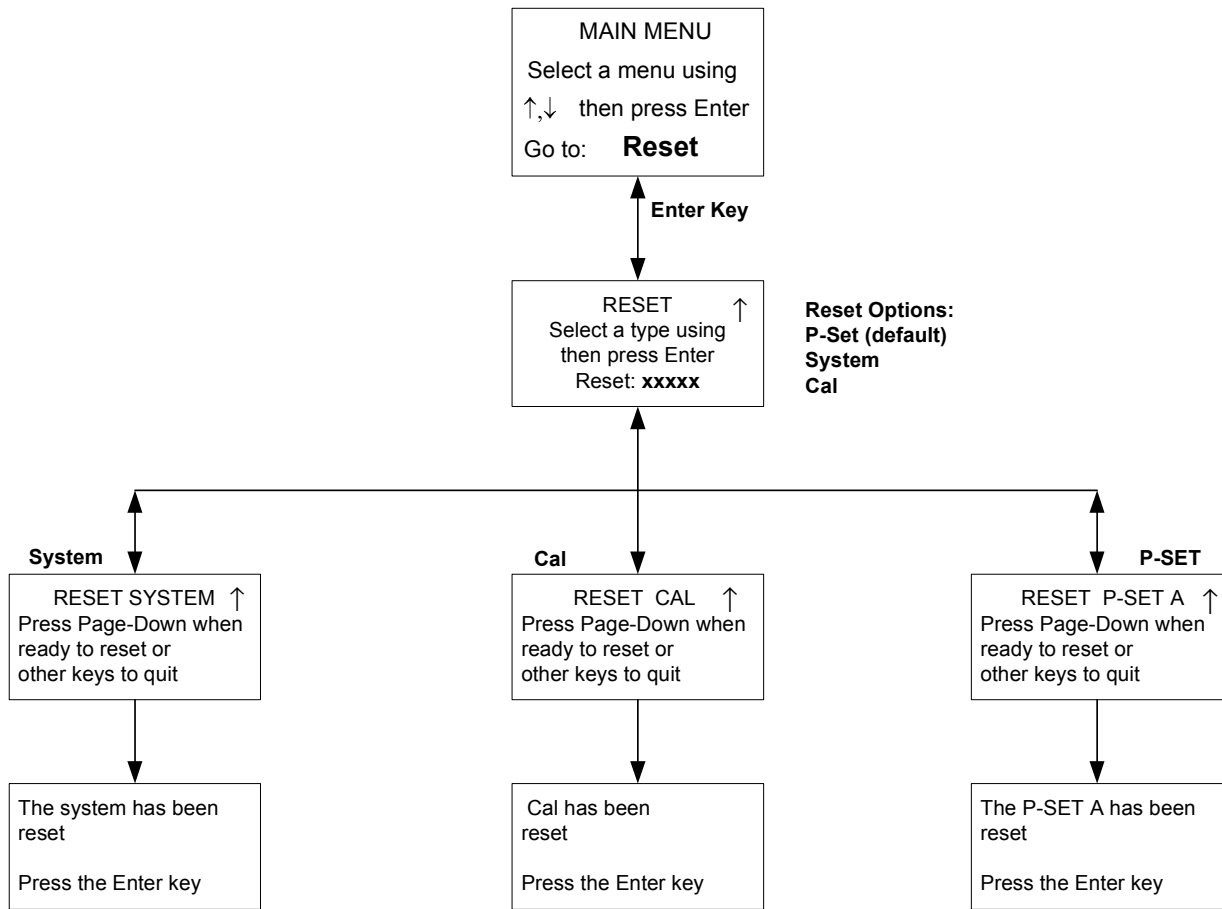 MAIN MENU
Select a menu using
↑,↓ then press Enter
Go to: Reset
Enter Key
RESET ↑
Select a type using
then press Enter
Reset: xxxxx
Reset Options:
P-Set (default)
System
Cal
System
RESET SYSTEM ↑
Press Page-Down when
ready to reset or
other keys to quit
The system has been
reset
Press the Enter key
Cal
RESET CAL ↑
Press Page-Down when
ready to reset or
other keys to quit
Cal has been
reset
Press the Enter key
P-SET
RESET P-SET A ↑
Press Page-Down when
ready to reset or
other keys to quit
The P-SET A has been
reset
Press the Enter key